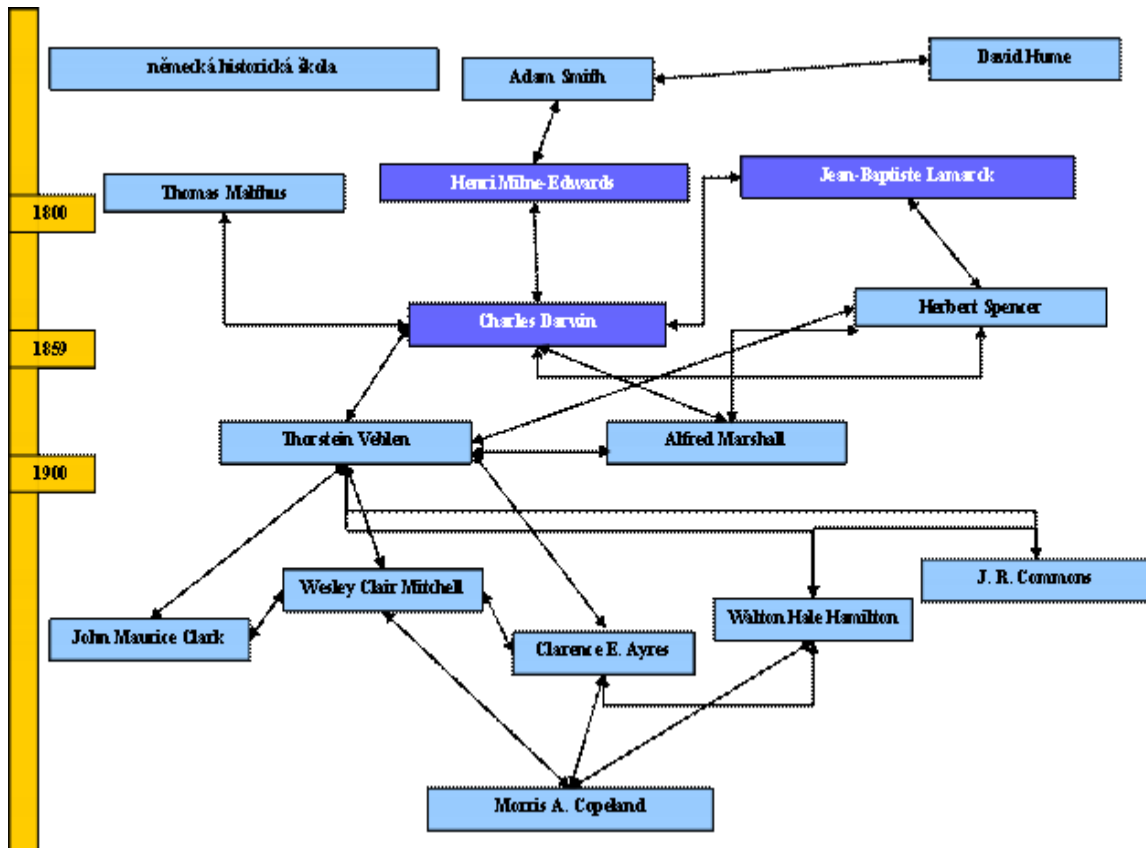 německá historická škola
Adam Smith
David Hume
Henri Milne-Edwards
Jean-Baptiste Lamarck
Thomas Malthus
1800
Herbert Spencer
Charles Darwin
1859
Thorstein Veblen
Alfred Marshall
1900
J. R. Commons
Wesley Clair Mitchell
Walton Hale Hamilton
John Maurice Clark
Clarence E. Ayres
Morris A. Copeland